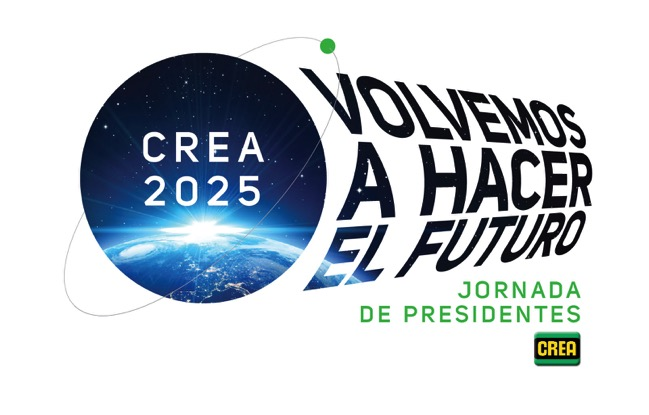 CREA
2025
VOLVEMOS
A HACER
EL FUTURO
JORNADA
DE PRESIDENTES
CREA